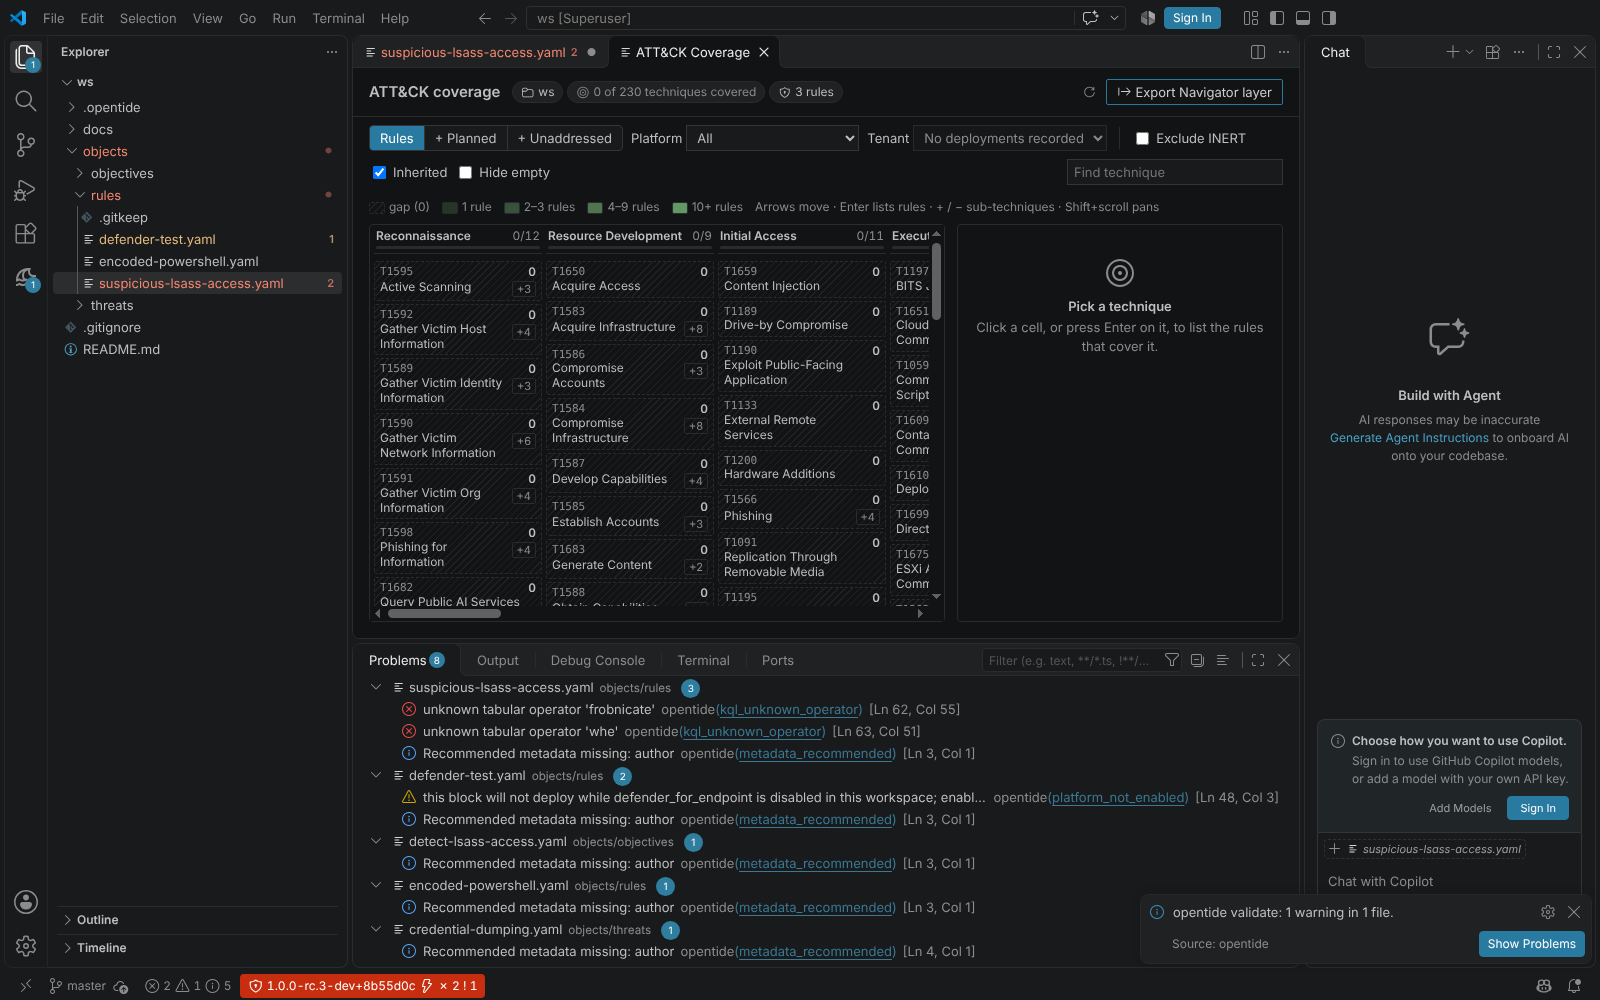 File Edit Selection View Go Run Terminal Help
ws [Superuser]
Sign In
Explorer
ws
.opentide
docs
objects
objectives
rules
.gitkeep
defender-test.yaml 1
encoded-powershell.yaml
suspicious-lsass-access.yaml 2
threats
.gitignore
README.md
Outline
Timeline
suspicious-lsass-access.yaml 2
ATT&CK Coverage
ATT&CK coverage
ws
0 of 230 techniques covered
3 rules
Export Navigator layer
Rules
+ Planned
+ Unaddressed
Platform
All
Tenant
No deployments recorded
Exclude INERT
Inherited
Hide empty
Find technique
gap (0) 1 rule 2–3 rules 4–9 rules 10+ rules Arrows move · Enter lists rules · + / − sub-techniques · Shift+scroll pans
Reconnaissance 0/12
T1595 0
Active Scanning +3
T1592 0
Gather Victim Host +4
Information
T1589 0
Gather Victim Identity +3
Information
T1590 0
Gather Victim +6
Network Information
T1591 0
Gather Victim Org +4
Information
T1598 0
Phishing for +4
Information
T1682 0
Query Public AI Services
Resource Development 0/9
T1650 0
Acquire Access
T1583 0
Acquire Infrastructure +8
T1586 0
Compromise +3
Accounts
T1584 0
Compromise +8
Infrastructure
T1587 0
Develop Capabilities +4
T1585 0
Establish Accounts +3
T1683 0
Generate Content +2
T1588 0
Obtain Capabilities
Initial Access 0/11
T1659 0
Content Injection
T1189 0
Drive-by Compromise
T1190 0
Exploit Public-Facing
Application
T1133 0
External Remote
Services
T1200 0
Hardware Additions
T1566 0
Phishing +4
T1091 0
Replication Through
Removable Media
T1195 0
Execut
T1197
BITS
T1651
Cloud
Comm
T1059
Comm
Script
T1609
Conta
Comm
T1610
Deplo
T1699
Direct
T1675
ESXi A
Comm
Pick a technique
Click a cell, or press Enter on it, to list the rules
that cover it.
Problems 8
Output
Debug Console
Terminal
Ports
Filter (e.g. text, **/*.ts, !**/...
suspicious-lsass-access.yaml objects/rules 3
unknown tabular operator 'frobnicate' opentide(kql_unknown_operator) [Ln 62, Col 55]
unknown tabular operator 'whe' opentide(kql_unknown_operator) [Ln 63, Col 51]
Recommended metadata missing: author opentide(metadata_recommended) [Ln 3, Col 1]
defender-test.yaml objects/rules 2
this block will not deploy while defender_for_endpoint is disabled in this workspace; enabl... opentide(platform_not_enabled) [Ln 48, Col 3]
Recommended metadata missing: author opentide(metadata_recommended) [Ln 3, Col 1]
detect-lsass-access.yaml objects/objectives 1
Recommended metadata missing: author opentide(metadata_recommended) [Ln 3, Col 1]
encoded-powershell.yaml objects/rules 1
Recommended metadata missing: author opentide(metadata_recommended) [Ln 3, Col 1]
credential-dumping.yaml objects/threats 1
Recommended metadata missing: author opentide(metadata_recommended) [Ln 4, Col 1]
Chat
Build with Agent
AI responses may be inaccurate
Generate Agent Instructions to onboard AI
onto your codebase.
Choose how you want to use Copilot.
Sign in to use GitHub Copilot models,
or add a model with your own API key.
Add Models
Sign In
suspicious-lsass-access.yaml
Chat with Copilot
opentide validate: 1 warning in 1 file.
Source: opentide
Show Problems
1
1
master
2 1 5
1.0.0-rc.3-dev+8b55d0c × 2 ! 1